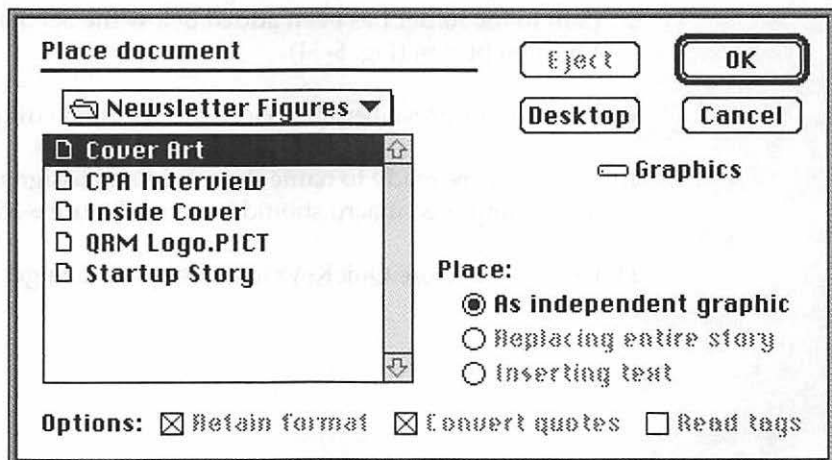 Place document
Eject
OK
Newsletter Figures
Desktop
Cancel
Cover Art
CPA Interview
Inside Cover
QRM Logo.PICT
Startup Story
Graphics
Place:
As independent graphic
Replacing entire story
Inserting text
Options: Retain format Convert quotes Read tags